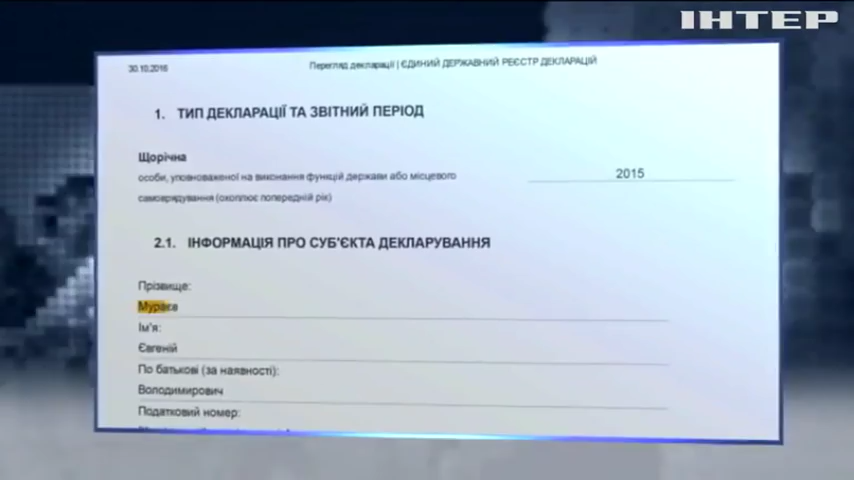 ІНТЕР
30.10.2016
Перегляд декларації | ЄДИНИЙ ДЕРЖАВНИЙ РЕЄСТР ДЕКЛАРАЦІЙ
1. ТИП ДЕКЛАРАЦІЇ ТА ЗВІТНИЙ ПЕРІОД
Щорічна
особи, уповноваженої на виконання функцій держави або місцевого
самоврядування (охоплює попередній рік)
2015
2.1. ІНФОРМАЦІЯ ПРО СУБ'ЄКТА ДЕКЛАРУВАННЯ
Прізвище:
Мураєв
Ім'я:
Євгеній
По батькові (за наявності):
Володимирович
Податковий номер: